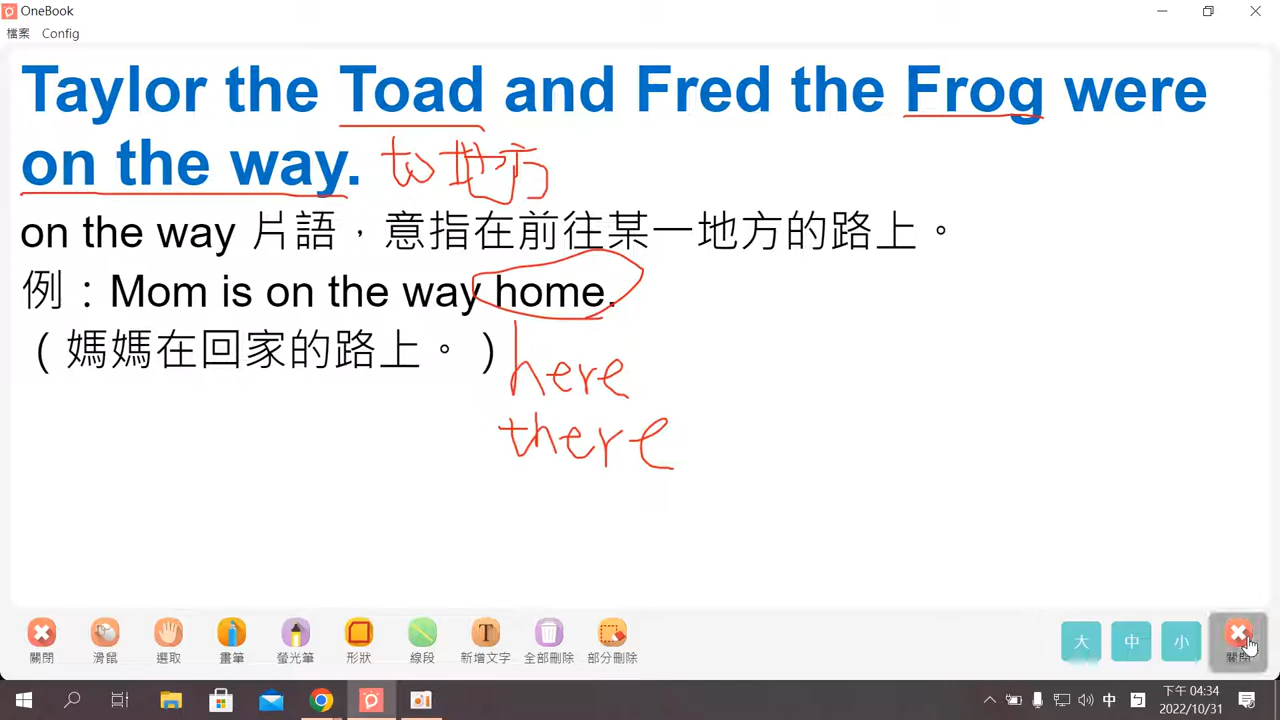 OneBook
檔案 Config
Taylor the Toad and Fred the Frog were
on the way. to 地方
on the way 片語，意指在前往某一地方的路上。
例：Mom is on the way home.
（媽媽在回家的路上。）
here
there
大 中 小
關閉 滑鼠 選取 畫筆 螢光筆 形狀 線段 新增文字 全部刪除 部分刪除 關閉
中 下午 04:34
2022/10/31